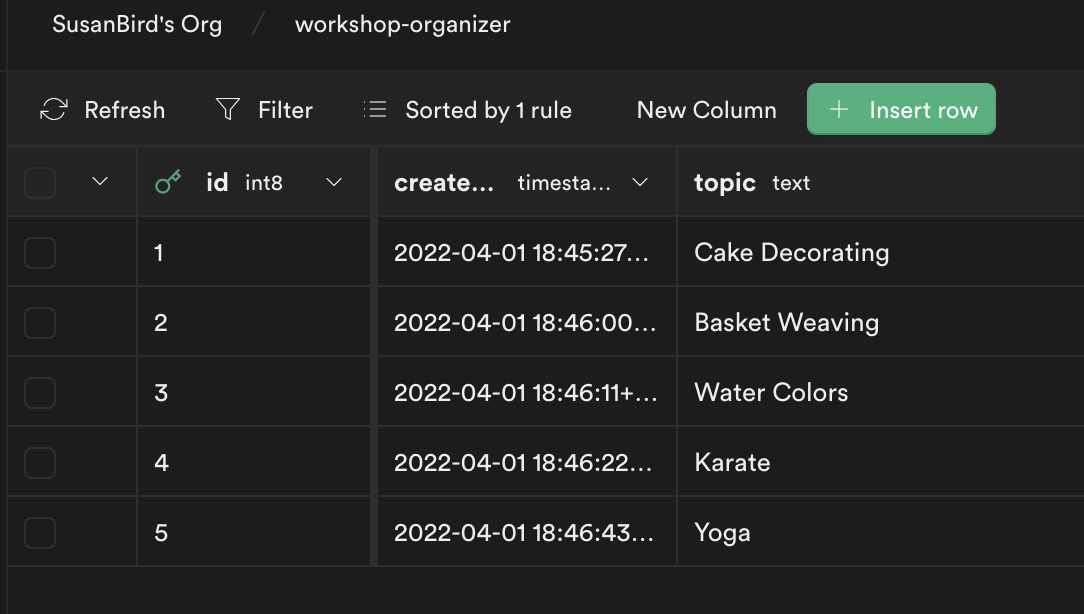 SusanBird's Org / workshop-organizer
Refresh Filter Sorted by 1 rule New Column + Insert row
id int8 create... timesta... topic text
1 2022-04-01 18:45:27... Cake Decorating
2 2022-04-01 18:46:00... Basket Weaving
3 2022-04-01 18:46:11+... Water Colors
4 2022-04-01 18:46:22... Karate
5 2022-04-01 18:46:43... Yoga